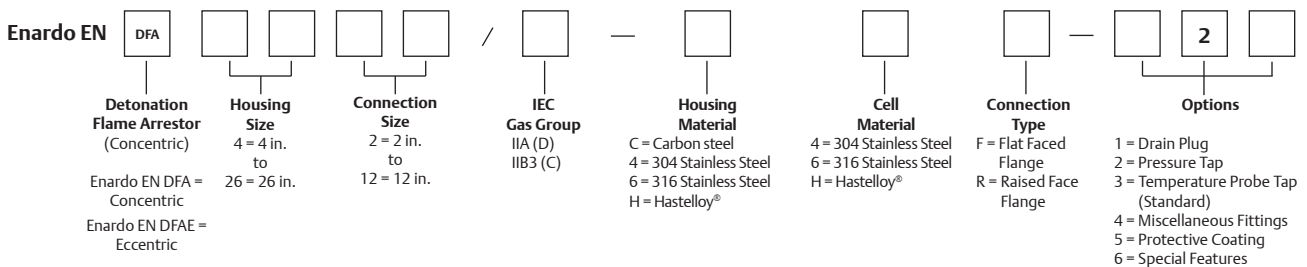 Enardo EN DFA / — — 2
Detonation
Flame Arrestor
(Concentric)
Enardo EN DFA =
Concentric
Enardo EN DFAE =
Eccentric
Housing
Size
4 = 4 in.
to
26 = 26 in.
Connection
Size
2 = 2 in.
to
12 = 12 in.
IEC
Gas Group
IIA (D)
IIB3 (C)
Housing
Material
C = Carbon steel
4 = 304 Stainless Steel
6 = 316 Stainless Steel
H = Hastelloy®
Cell
Material
4 = 304 Stainless Steel
6 = 316 Stainless Steel
H = Hastelloy®
Connection
Type
F = Flat Faced
Flange
R = Raised Face
Flange
Options
1 = Drain Plug
2 = Pressure Tap
3 = Temperature Probe Tap
(Standard)
4 = Miscellaneous Fittings
5 = Protective Coating
6 = Special Features